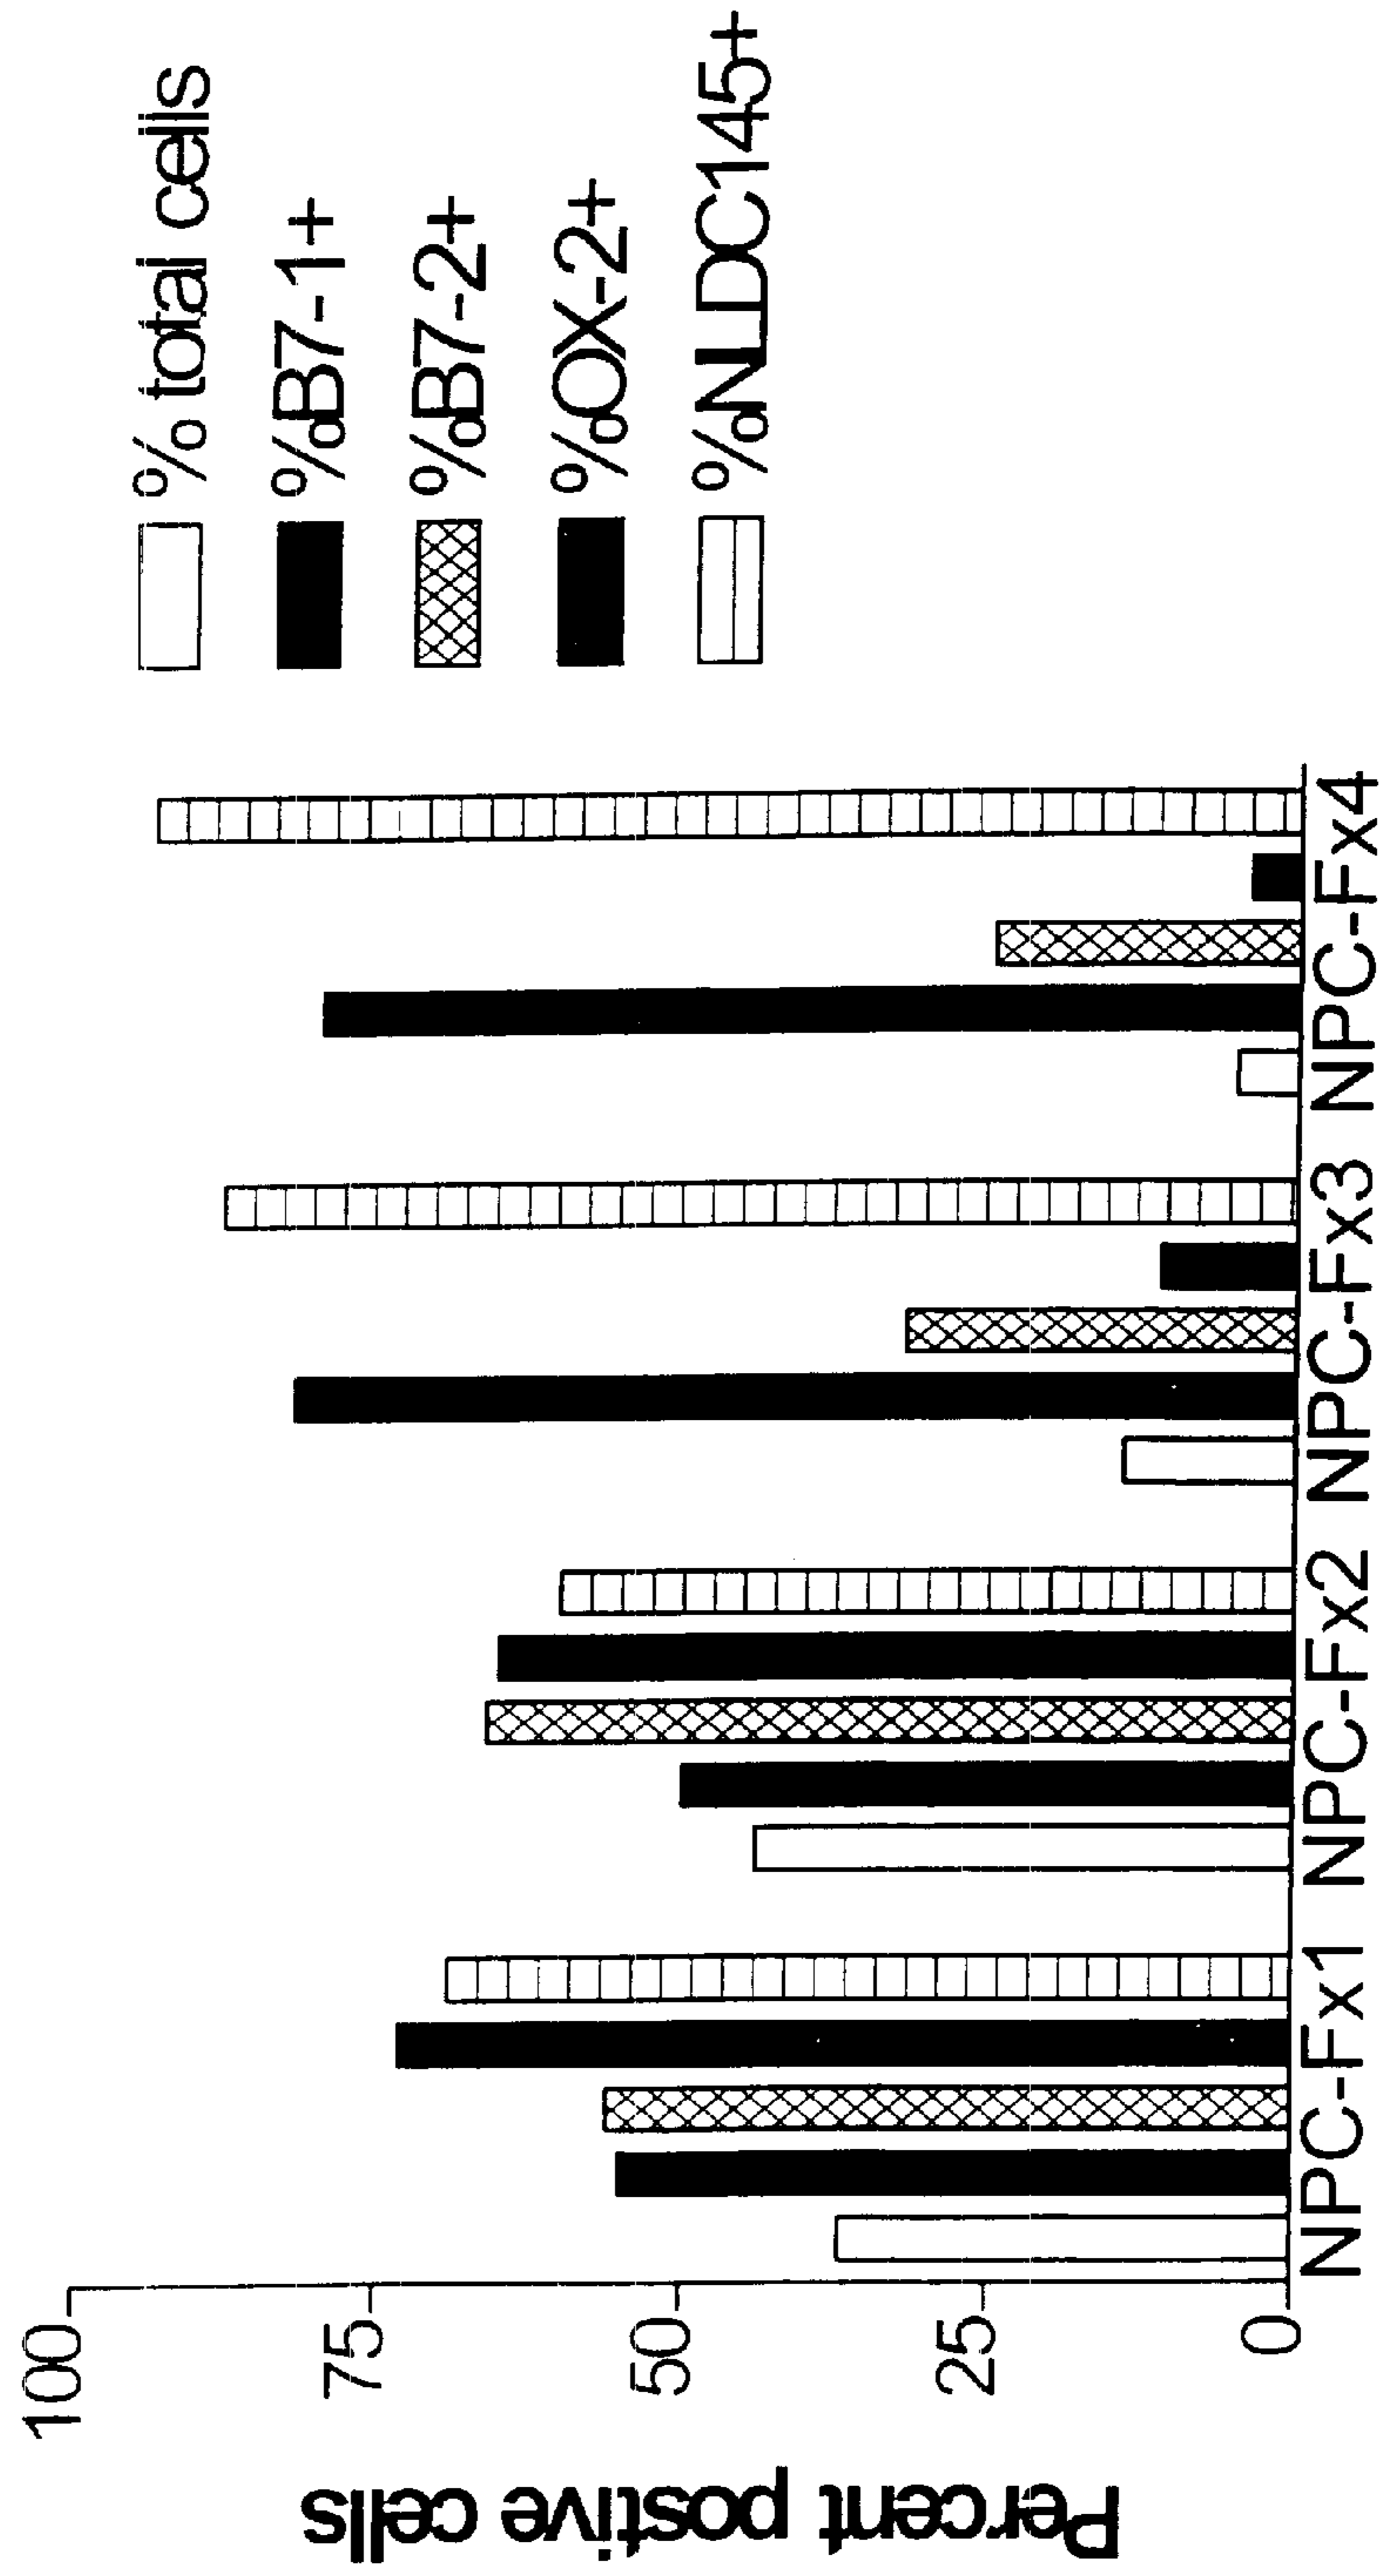 Percent positive cells
100
75
50
25
0
NPC-Fx1 NPC-Fx2 NPC-Fx3 NPC-Fx4
% total cells
%B7-1+
%B7-2+
%OX-2+
%NLDC145+